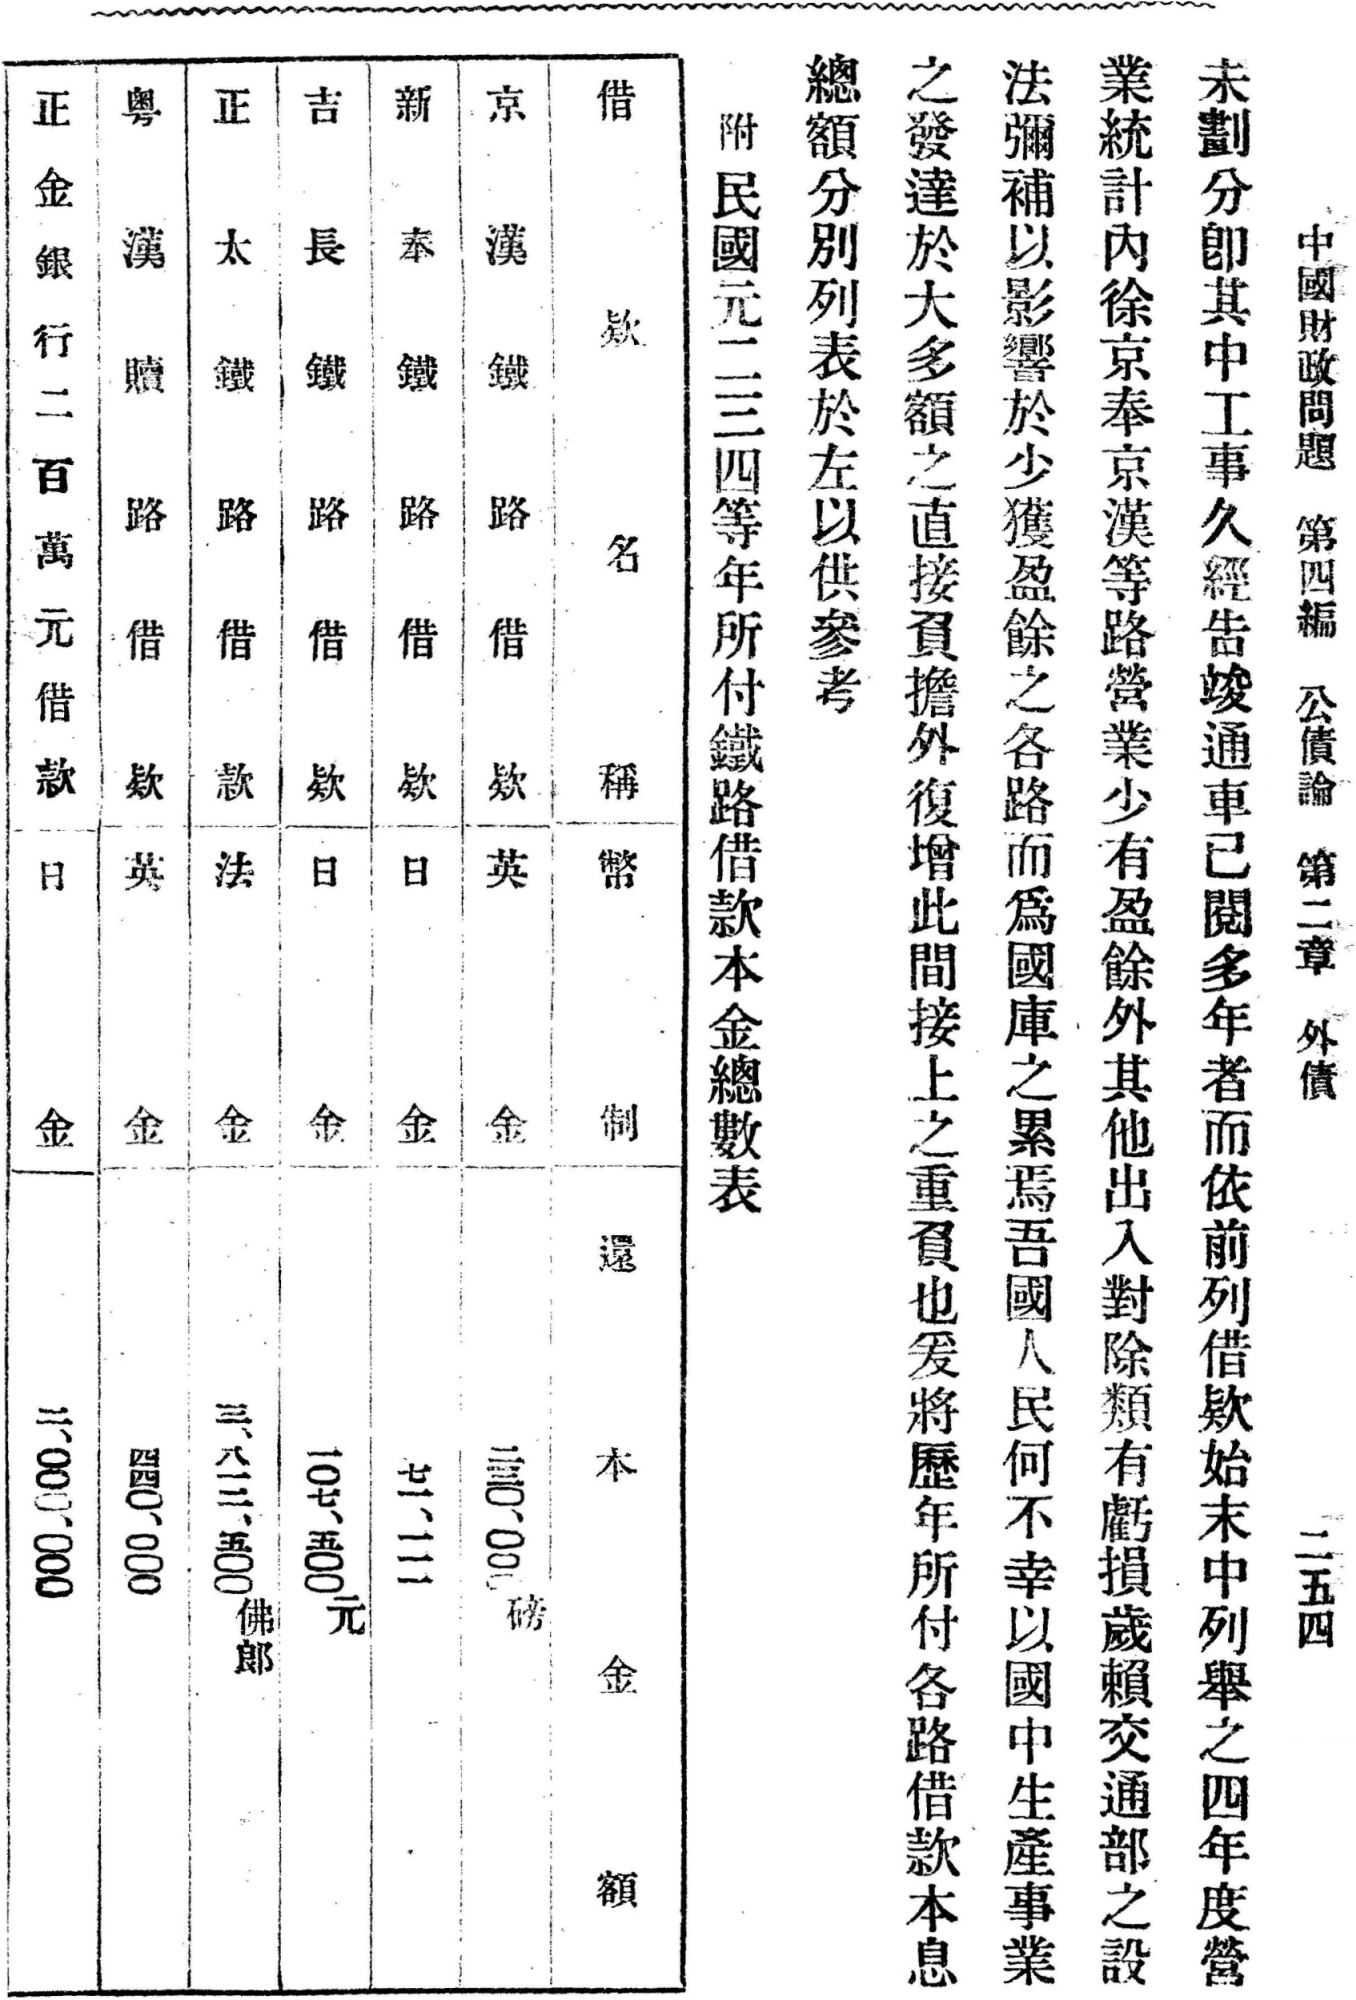 中國財政問題　第四編　公債論　第二章　外債　二五四
未劃分卽其中工事久經告竣通車已閱多年者而依前列借欵始末中列舉之四年度營
業統計內徐京奉京漢等路營業少有盈餘外其他出入對除類有虧損歲賴交通部之設
法彌補以影響於少獲盈餘之各路而爲國庫之累焉吾國人民何不幸以國中生產事業
之發達於大多額之直接負擔外復增此間接上之重負也爰將歷年所付各路借款本息
總額分別列表於左以供參考
附民國元二三四等年所付鐵路借款本金總數表
借欵名稱　幣制　還本金額
京漢鐵路借欵　英金　二三〇、〇〇〇磅
新奉鐵路借欵　日金　七一、一一一
吉長鐵路借欵　日金　一〇七、五〇〇元
正太鐵路借款　法金　三、八一二、五〇〇佛郎
粵漢贖路借欵　英金　四四〇、〇〇〇
正金銀行二百萬元借款　日金　二、〇〇〇、〇〇〇